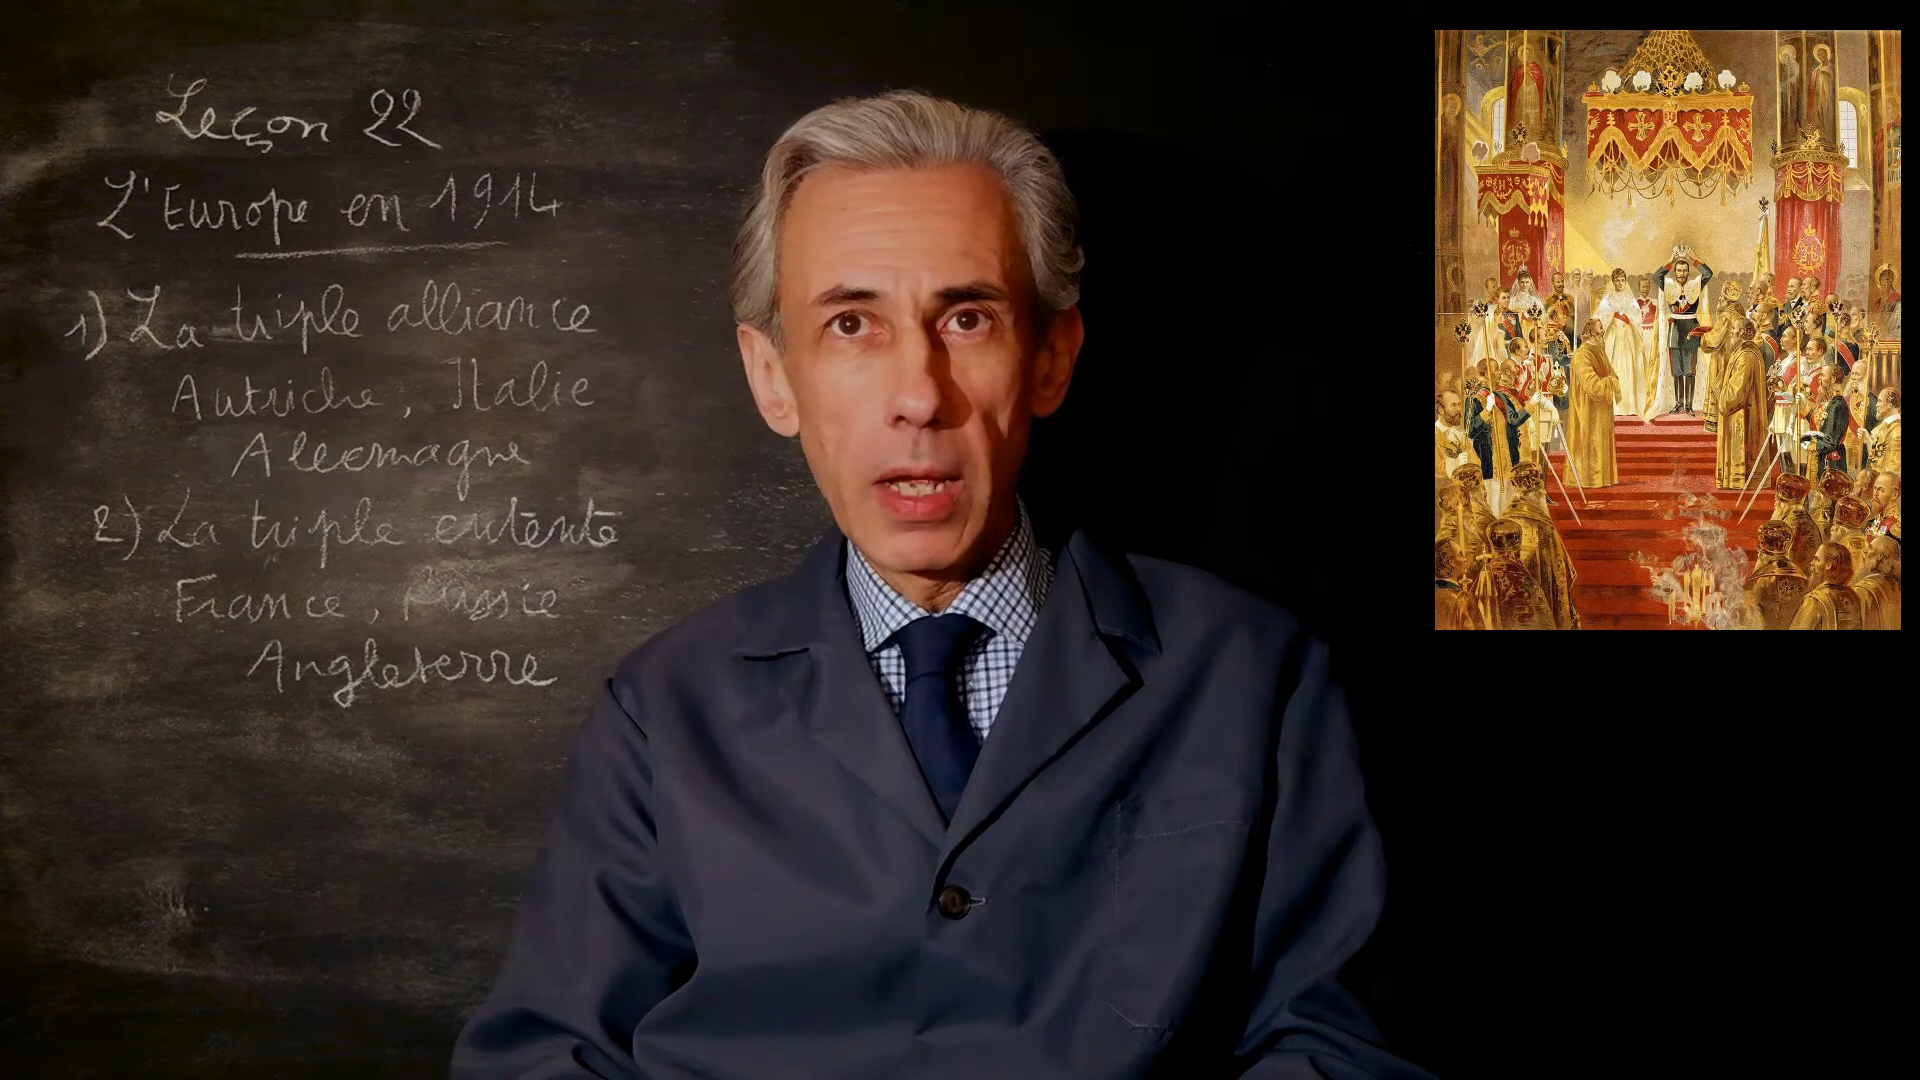 Leçon 22
L'Europe en 1914
1) La triple alliance
Autriche, Italie
Allemagne
2) La triple entente
France, Russie
Angleterre